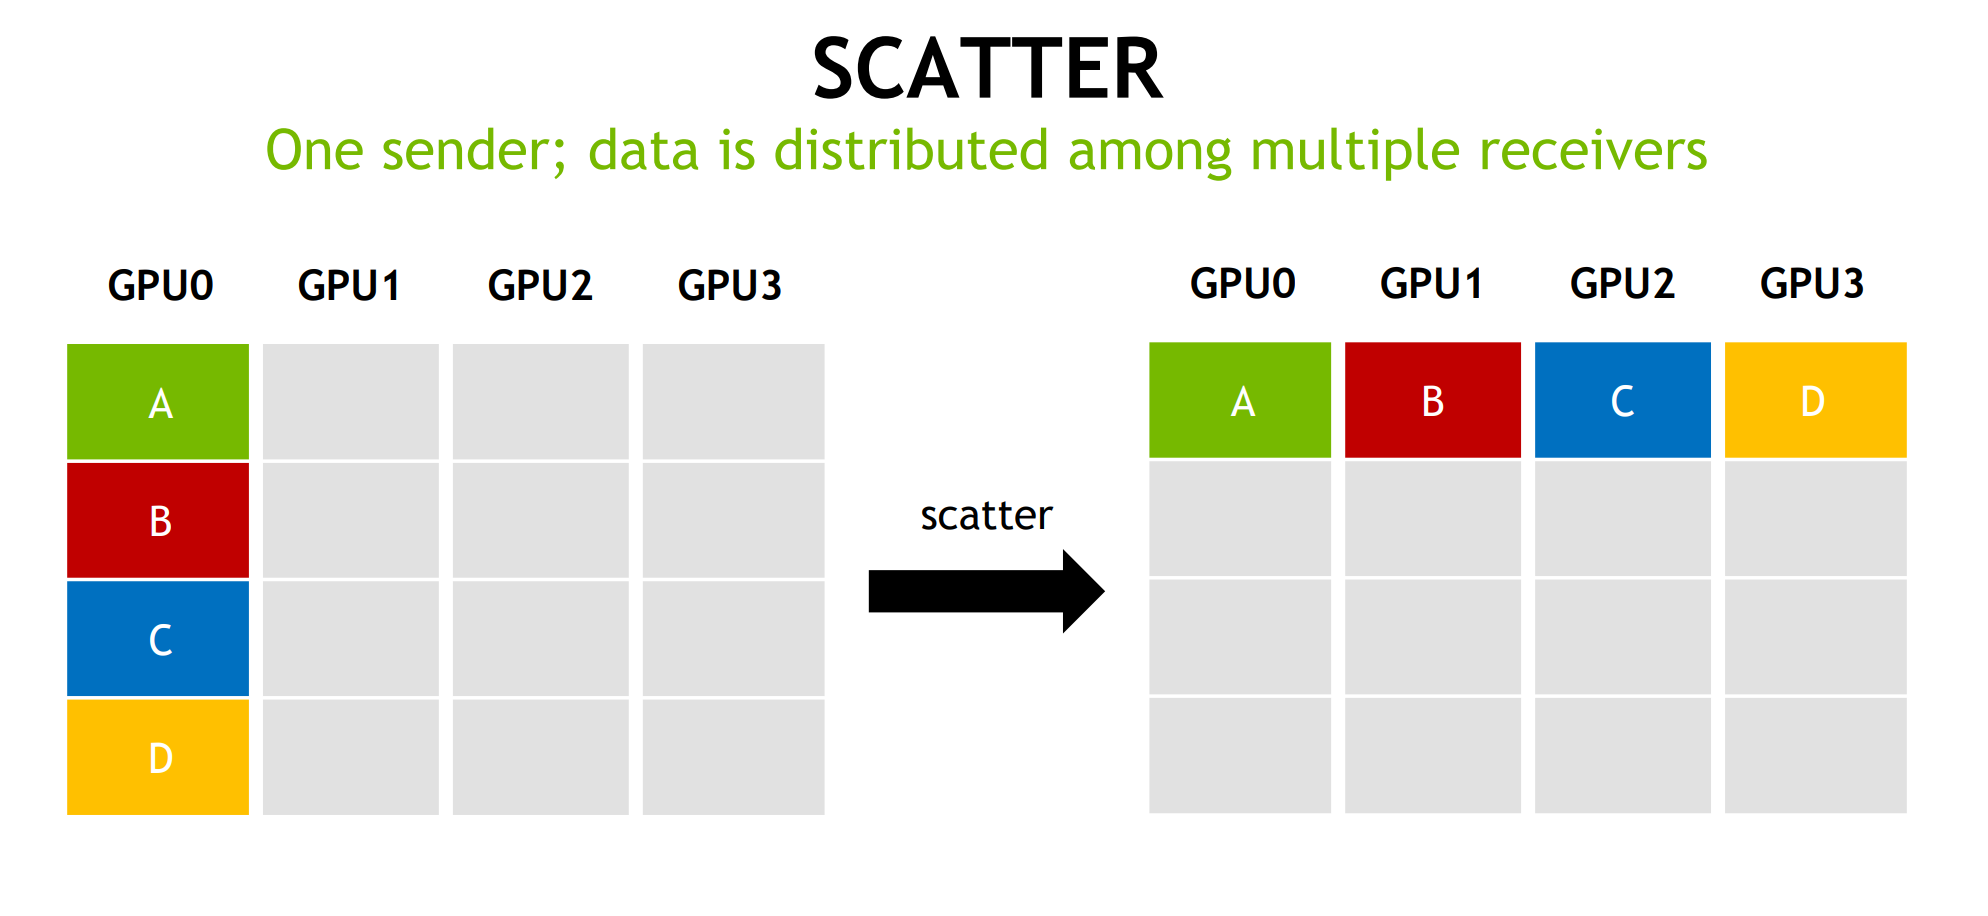 SCATTER
One sender; data is distributed among multiple receivers
GPU0 GPU1 GPU2 GPU3
A
B
C
D
scatter
GPU0 GPU1 GPU2 GPU3
A B C D